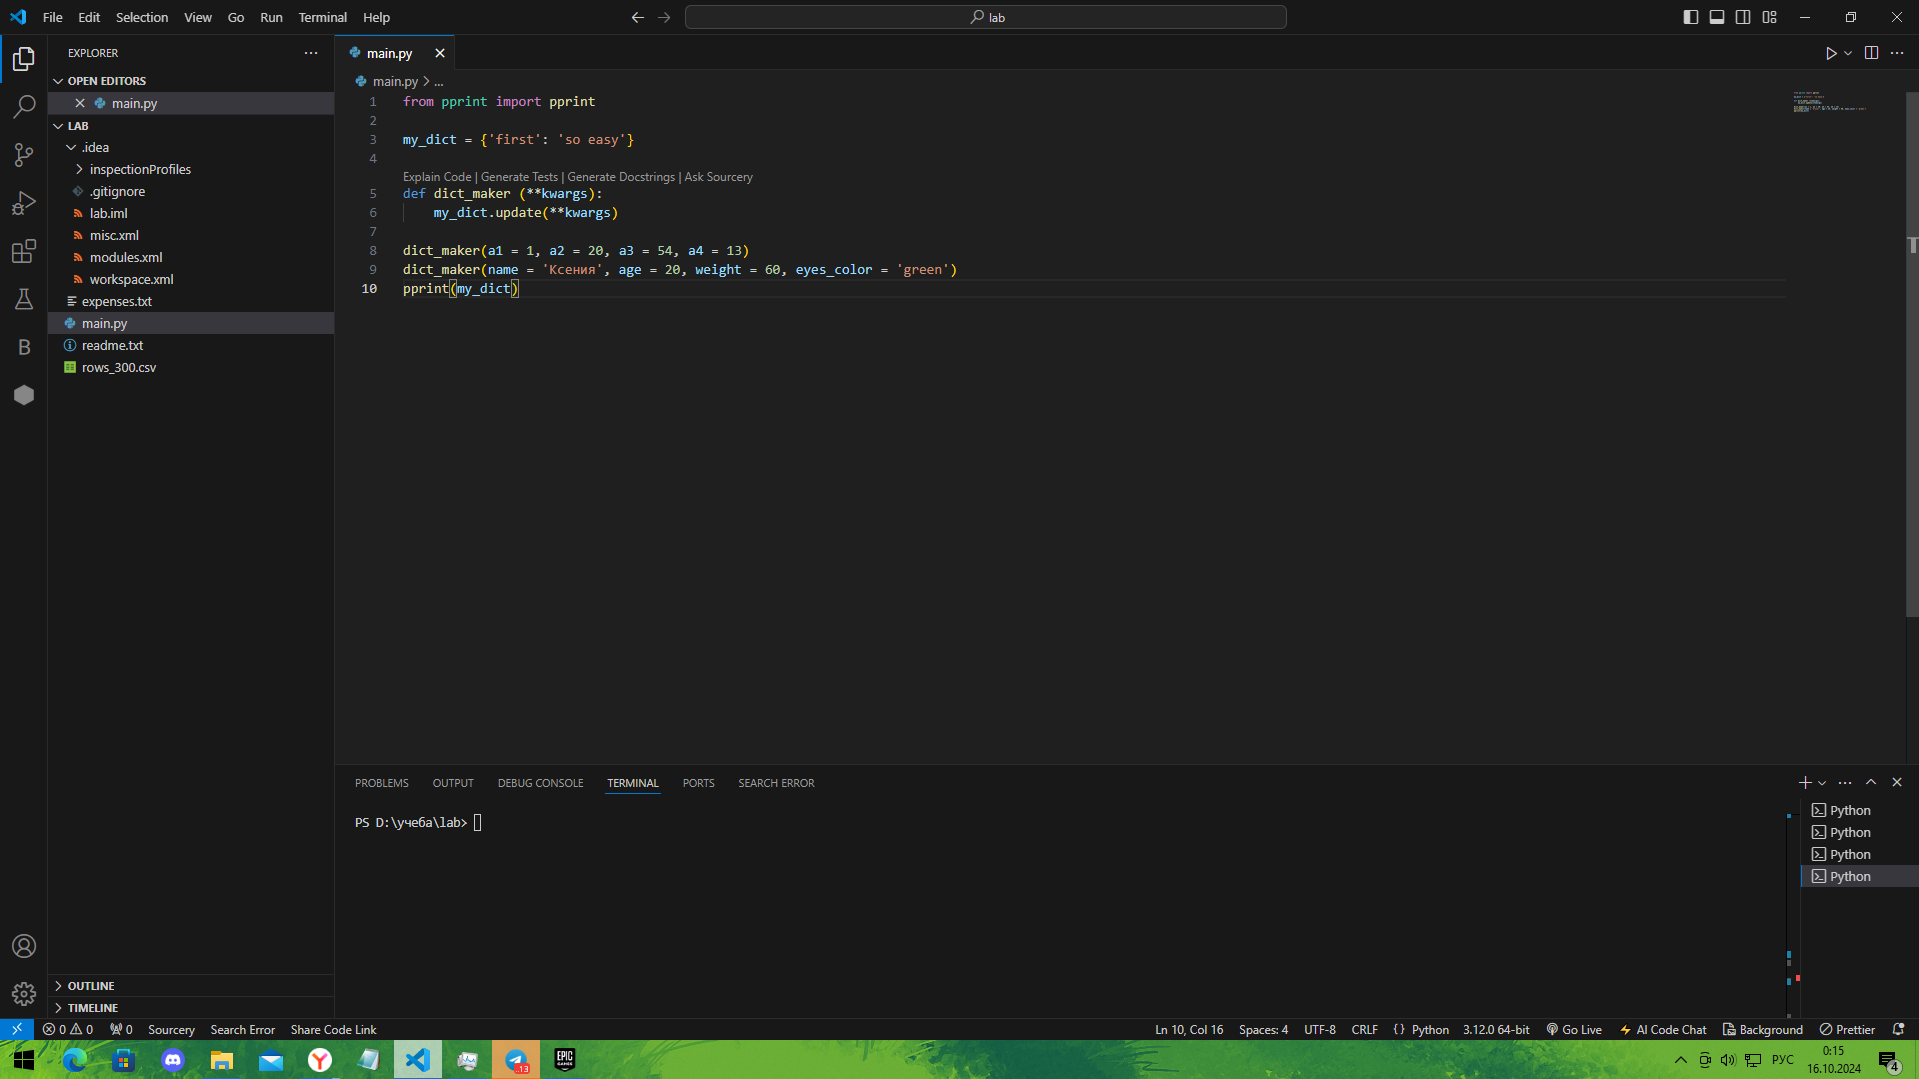 File Edit Selection View Go Run Terminal Help
lab
EXPLORER
OPEN EDITORS
main.py
LAB
.idea
inspectionProfiles
.gitignore
lab.iml
misc.xml
modules.xml
workspace.xml
expenses.txt
main.py
readme.txt
rows_300.csv
OUTLINE
TIMELINE
main.py
main.py > ...
1 from pprint import pprint
2
3 my_dict = {'first': 'so easy'}
4
Explain Code | Generate Tests | Generate Docstrings | Ask Sourcery
5 def dict_maker (**kwargs):
6 my_dict.update(**kwargs)
7
8 dict_maker(a1 = 1, a2 = 20, a3 = 54, a4 = 13)
9 dict_maker(name = 'Ксения', age = 20, weight = 60, eyes_color = 'green')
10 pprint(my_dict)
PROBLEMS OUTPUT DEBUG CONSOLE TERMINAL PORTS SEARCH ERROR
PS D:\учеба\lab>
Python
Python
Python
Python
0 0 0 Sourcery Search Error Share Code Link
Ln 10, Col 16 Spaces: 4 UTF-8 CRLF {} Python 3.12.0 64-bit Go Live AI Code Chat Background Prettier
.13
EPIC GAMES
РУС
0:15
16.10.2024
4